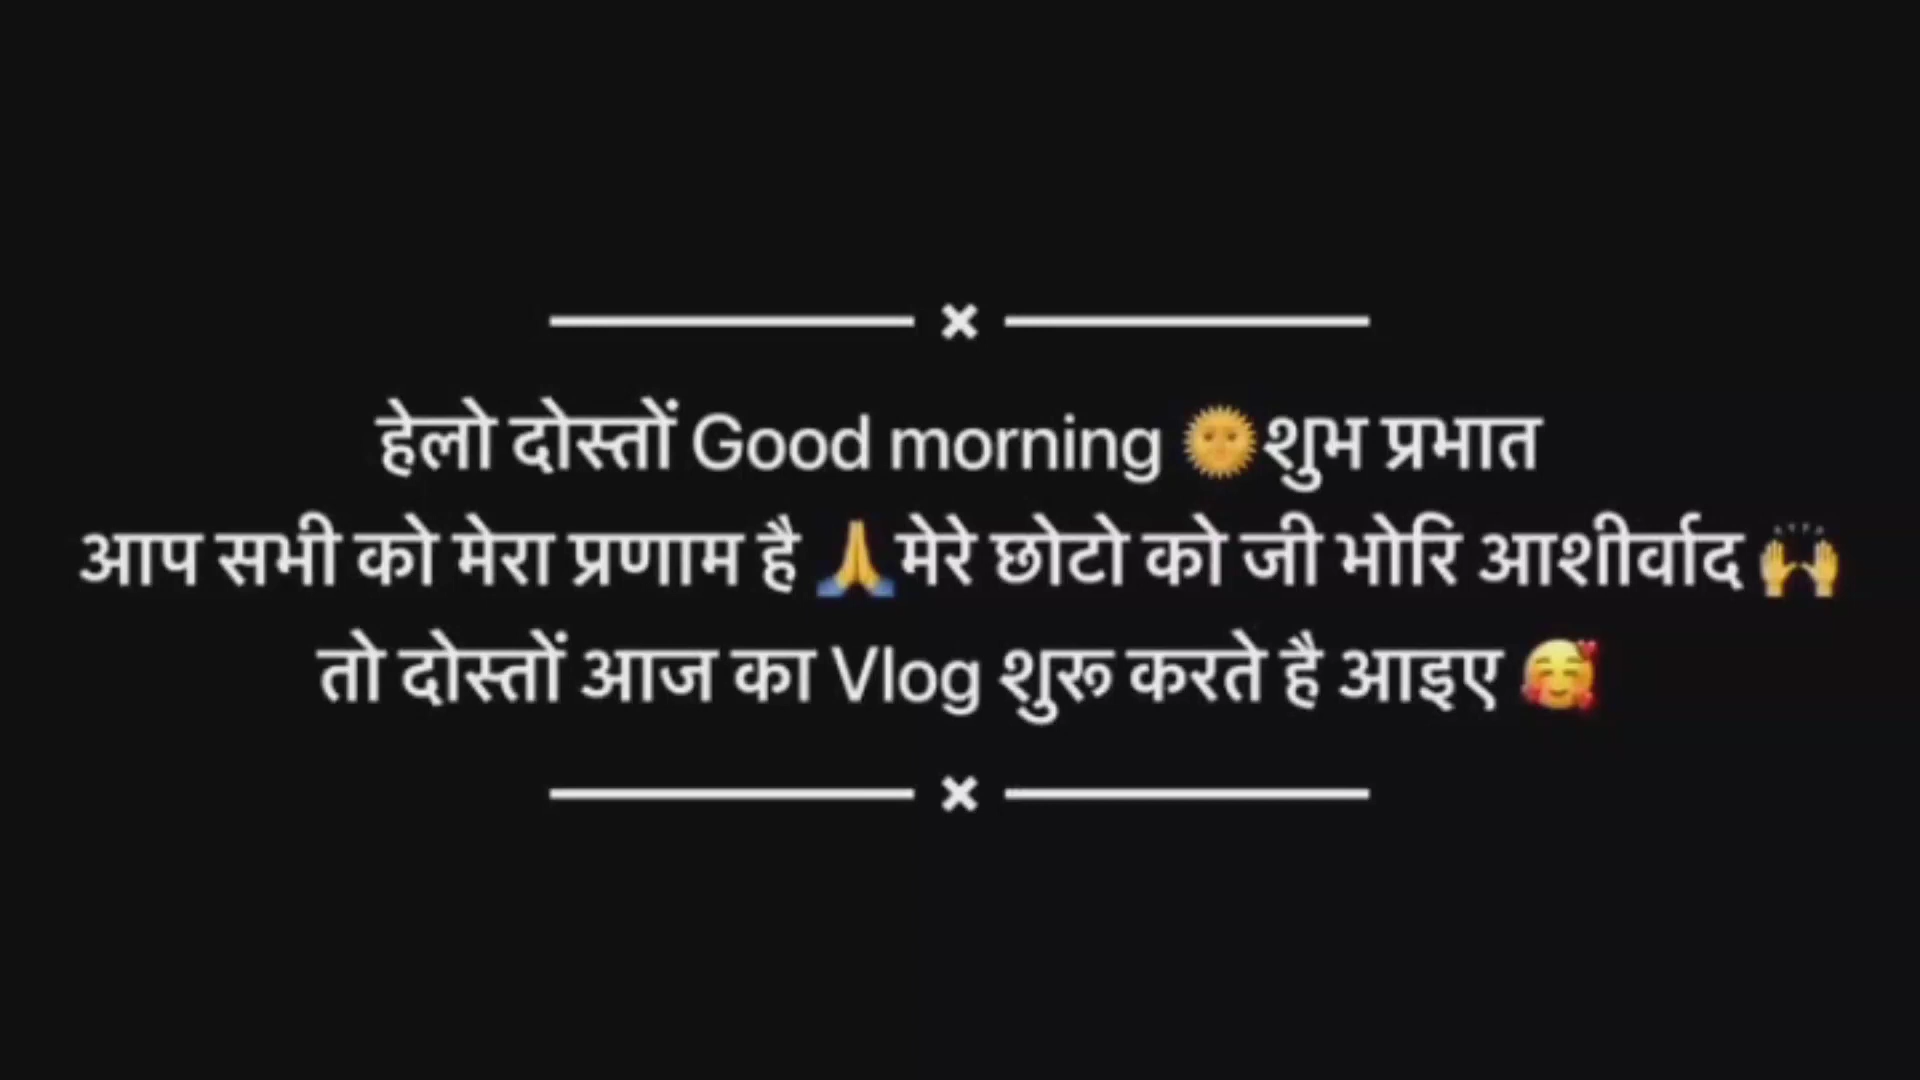 हेलो दोस्तों Good morning 🌞शुभ प्रभात
आप सभी को मेरा प्रणाम है 🙏मेरे छोटो को जी भोरि आशीर्वाद 🙌
तो दोस्तों आज का Vlog शुरू करते है आइए 🥰